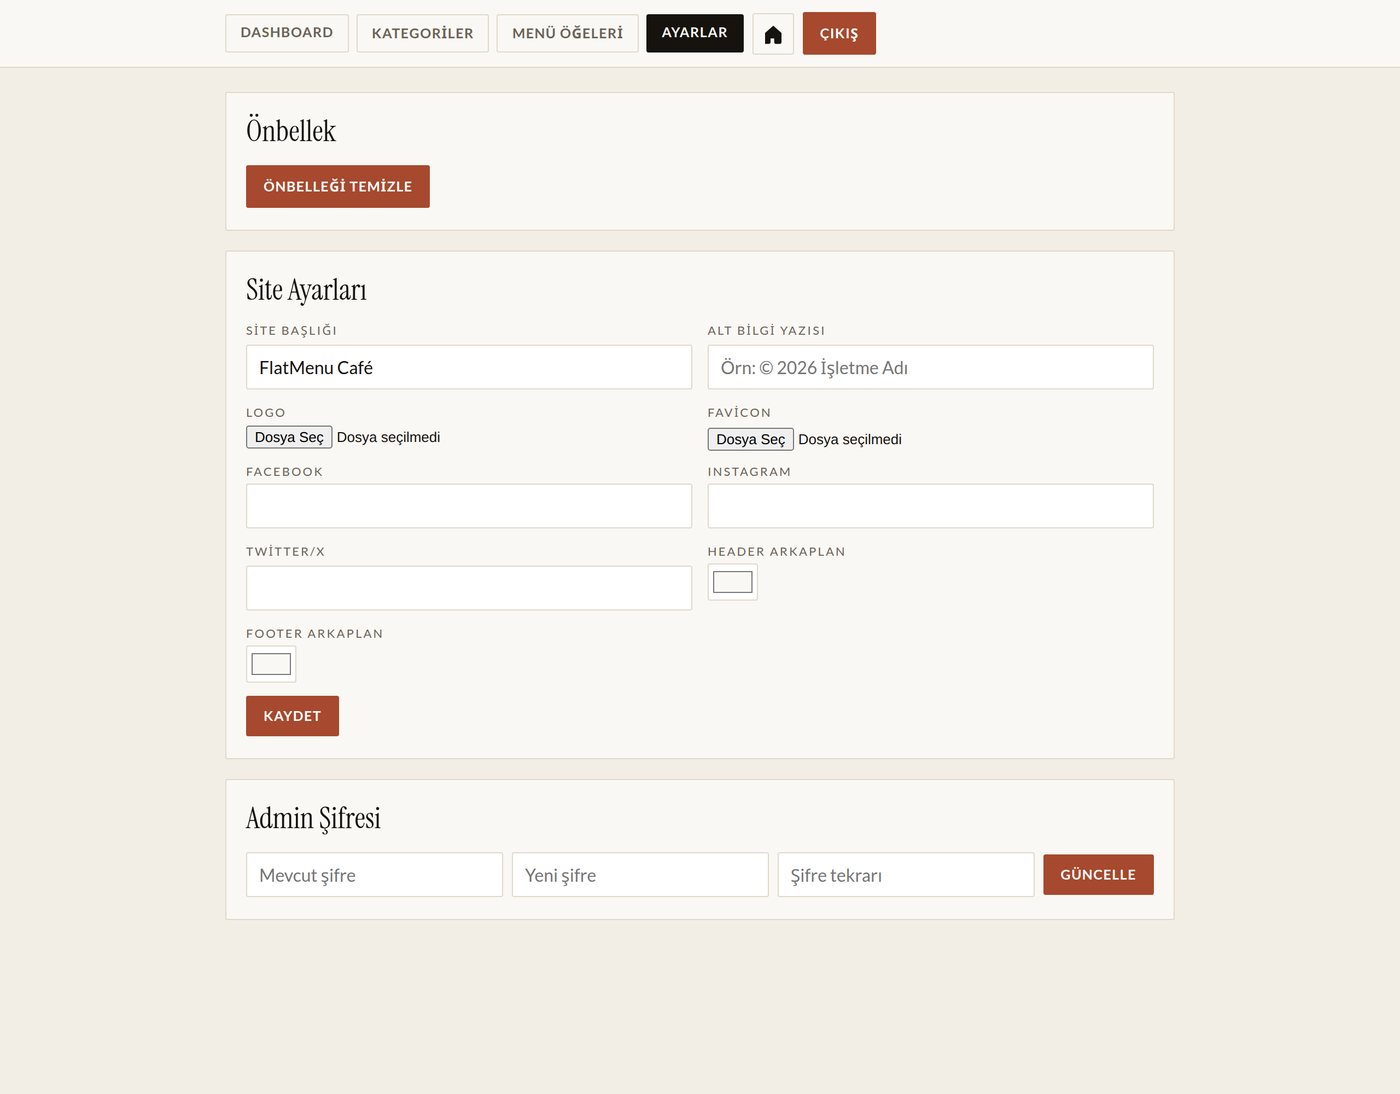 DASHBOARD KATEGORİLER MENÜ ÖĞELERİ AYARLAR ÇIKIŞ
Önbellek
ÖNBELLEĞİ TEMİZLE
Site Ayarları
SİTE BAŞLIĞI ALT BİLGİ YAZISI
FlatMenu Café Örn: © 2026 İşletme Adı
LOGO FAVİCON
Dosya Seç Dosya seçilmedi Dosya Seç Dosya seçilmedi
FACEBOOK INSTAGRAM
TWİTTER/X HEADER ARKAPLAN
FOOTER ARKAPLAN
KAYDET
Admin Şifresi
Mevcut şifre Yeni şifre Şifre tekrarı GÜNCELLE